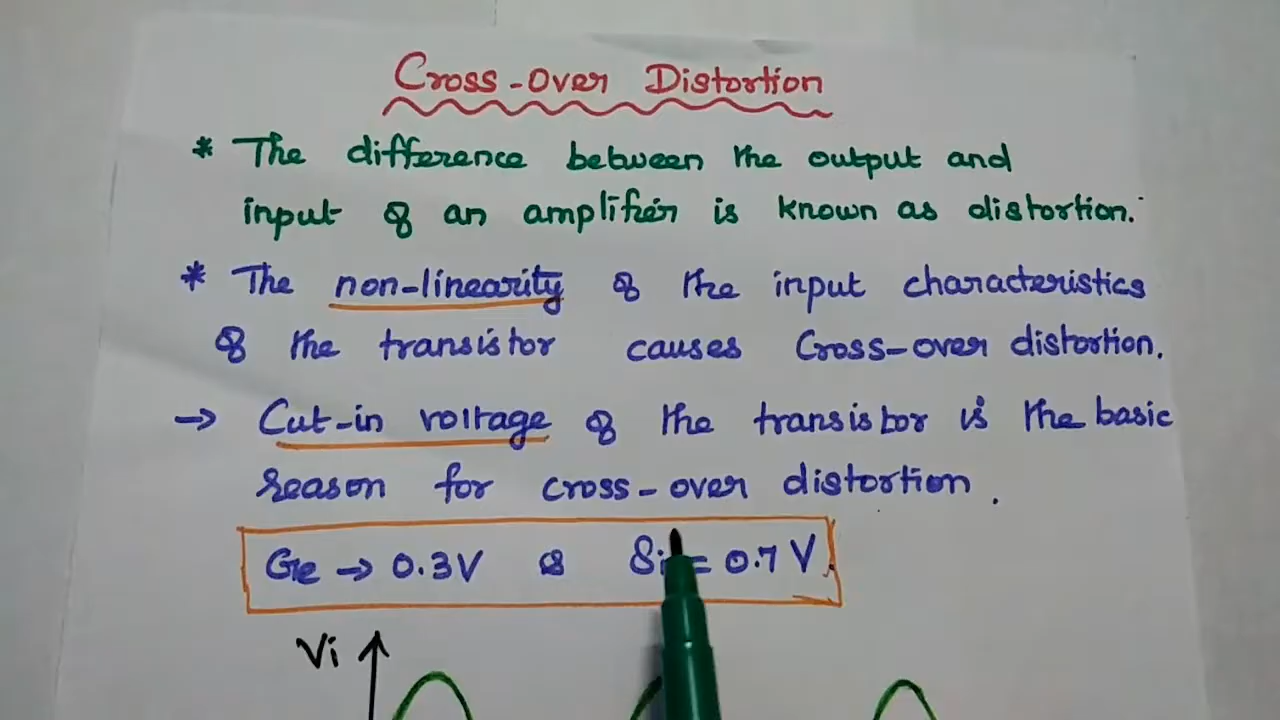 Cross-Over Distortion
* The difference between the output and
input of an amplifier is known as distortion.
* The non-linearity of the input characteristics
of the transistor causes Cross-over distortion.
→ Cut-in voltage of the transistor is the basic
reason for cross-over distortion.
Ge → 0.3V & Si = 0.7 V.
Vi